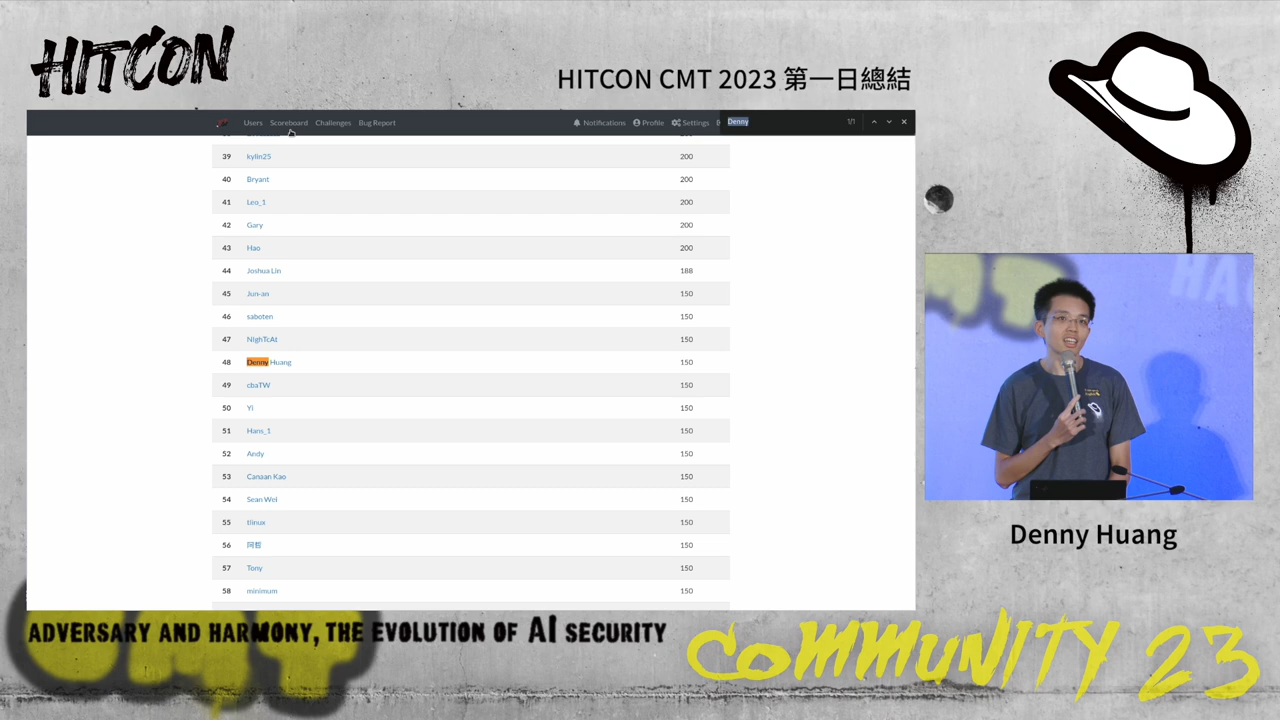 HITCON
HITCON CMT 2023 第一日總結
Users Scoreboard Challenges Bug Report Notifications Profile Settings Denny 1/1
39 kylin25 200
40 Bryant 200
41 Leo_1 200
42 Gary 200
43 Hao 200
44 Joshua Lin 188
45 Jun-an 150
46 saboten 150
47 NighTcAt 150
48 Denny Huang 150
49 cbaTW 150
50 Yi 150
51 Hans_1 150
52 Andy 150
53 Canaan Kao 150
54 Sean Wei 150
55 tlinux 150
56 阿哲 150
57 Tony 150
58 minimum 150
HA
Denny Huang
CMT
ADVERSARY AND HARMONY, THE EVOLUTION OF AI SECURITY
COMMUNITY 23